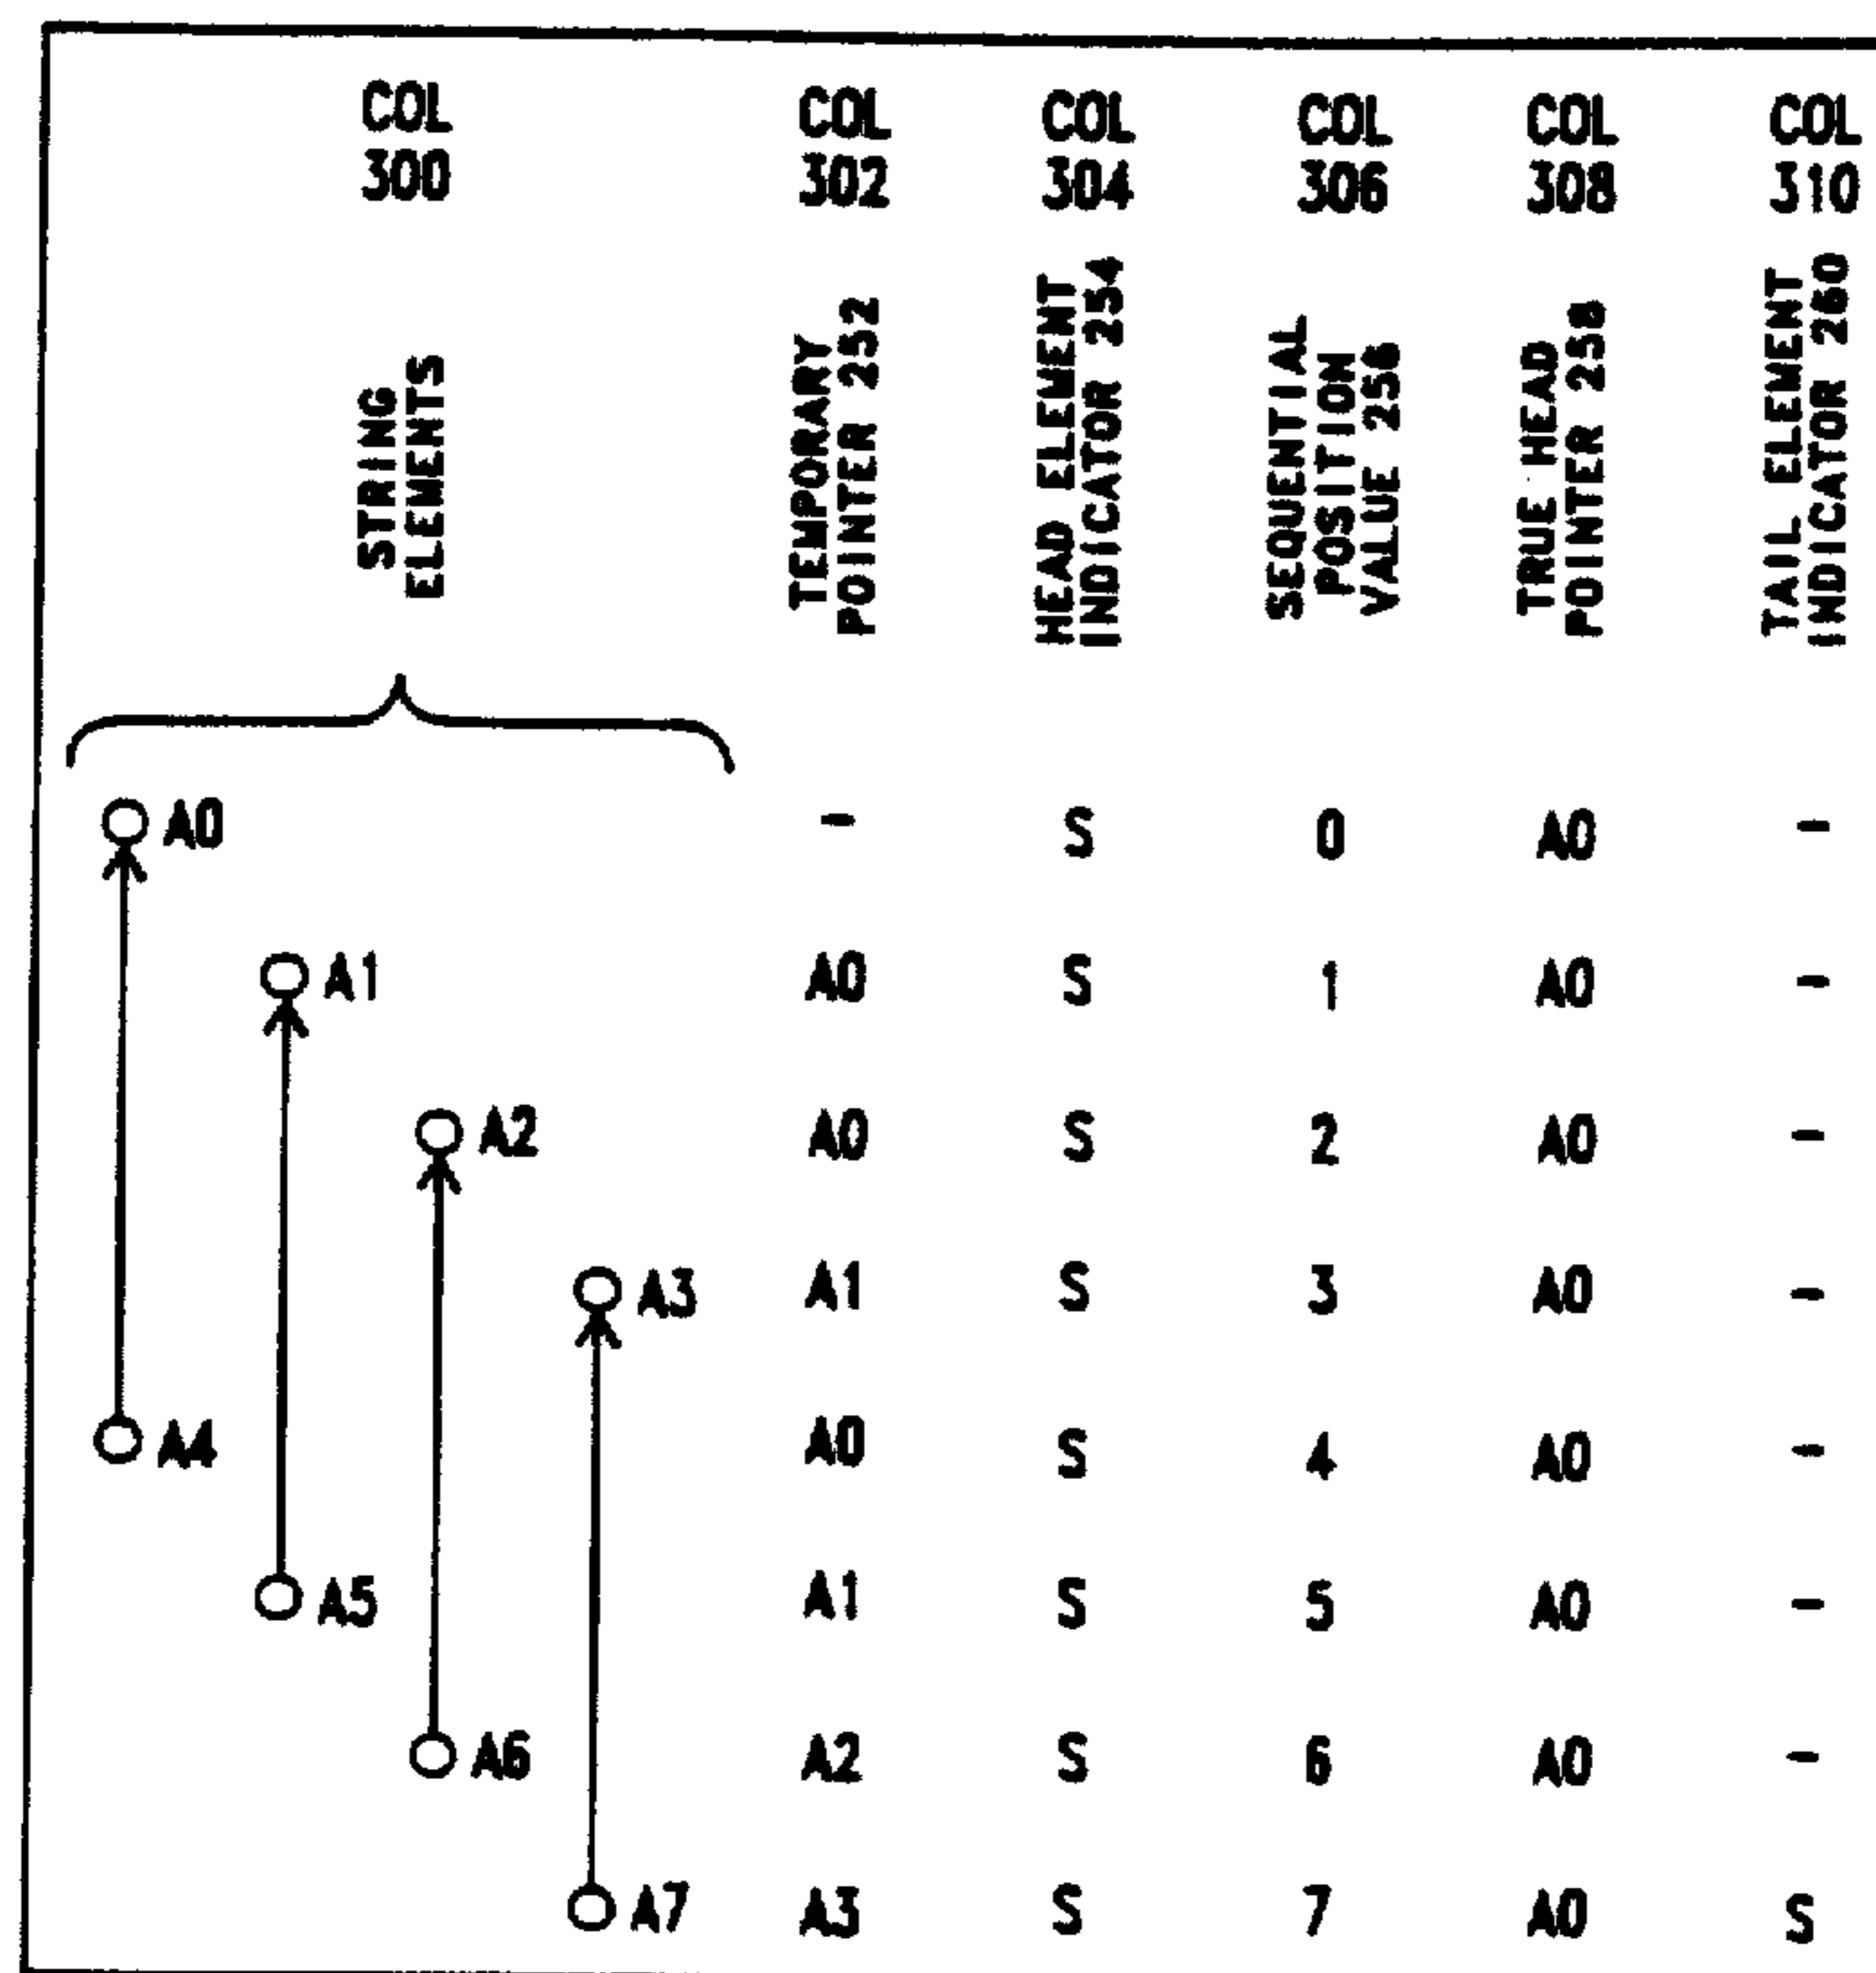 COL 300 COL 302 COL 304 COL 306 COL 308 COL 310
STRING ELEMENTS
TEMPORARY POINTER 252
HEAD ELEMENT INDICATOR 254
SEQUENTIAL POSITION VALUE 256
TRUE HEAD POINTER 258
TAIL ELEMENT INDICATOR 260
A0 - S 0 A0 -
A1 A0 S 1 A0 -
A2 A0 S 2 A0 -
A3 A1 S 3 A0 -
A4 A0 S 4 A0 -
A5 A1 S 5 A0 -
A6 A2 S 6 A0 -
A7 A3 S 7 A0 S